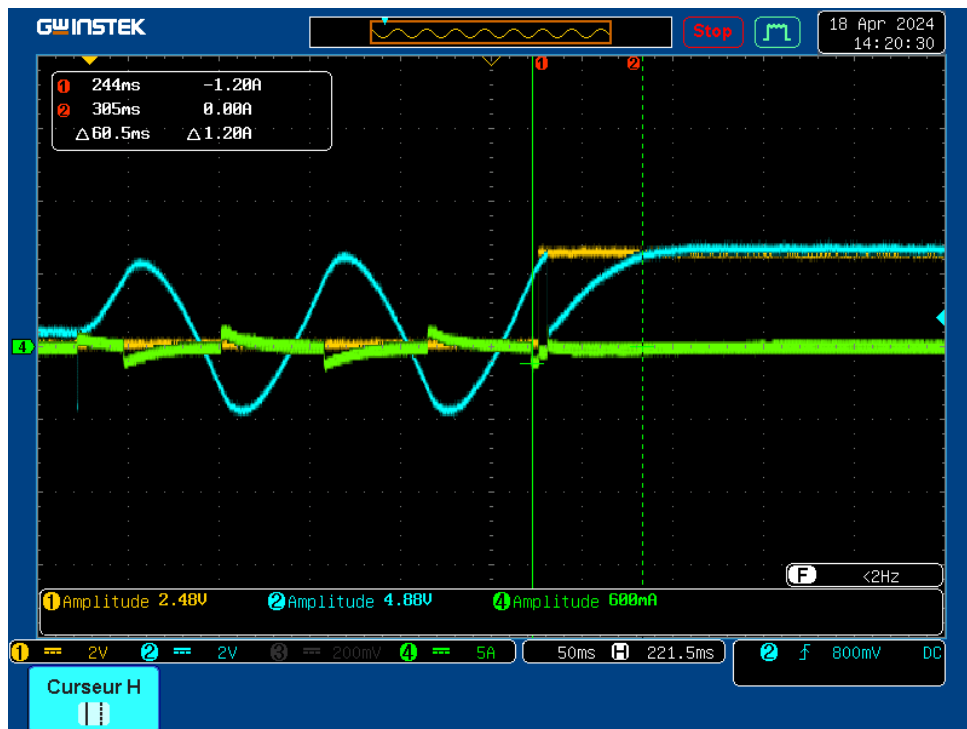 GWINSTEK
Stop
18 Apr 2024
14:20:30
1 2
1 244ms -1.20A
2 305ms 0.00A
△60.5ms △1.20A
4
F <2Hz
1 Amplitude 2.48V 2 Amplitude 4.88V 4 Amplitude 600mA
1 2V 2 2V 3 200mV 4 5A 50ms H 221.5ms 2 800mV DC
Curseur H